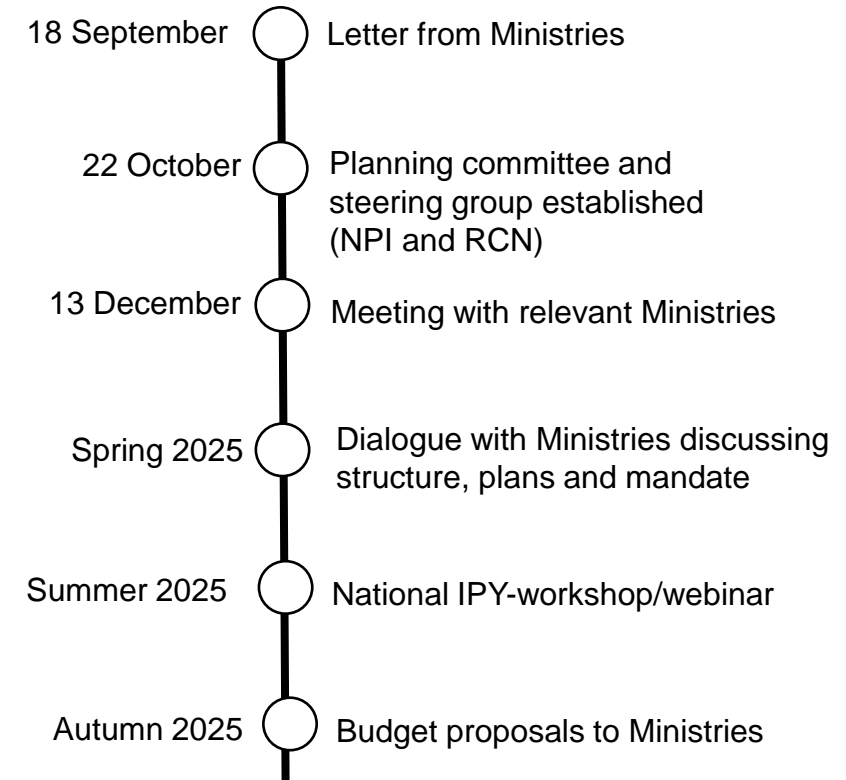 18 September
Letter from Ministries
22 October
Planning committee and
steering group established
(NPI and RCN)
13 December
Meeting with relevant Ministries
Spring 2025
Dialogue with Ministries discussing
structure, plans and mandate
Summer 2025
National IPY-workshop/webinar
Autumn 2025
Budget proposals to Ministries